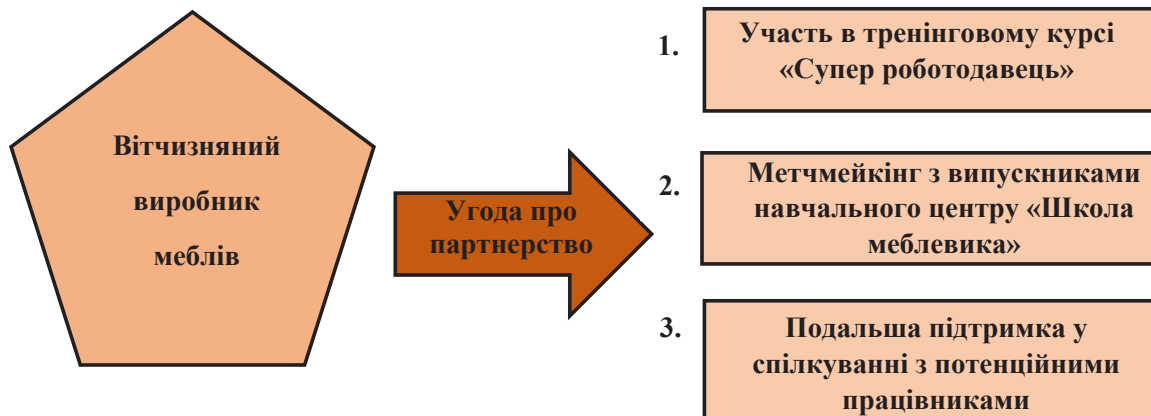 Вітчизняний
виробник
меблів
Угода про
партнерство
1.
Участь в тренінговому курсі
«Супер роботодавець»
2.
Метчмейкінг з випускниками
навчального центру «Школа
меблевика»
3.
Подальша підтримка у
спілкуванні з потенційними
працівниками